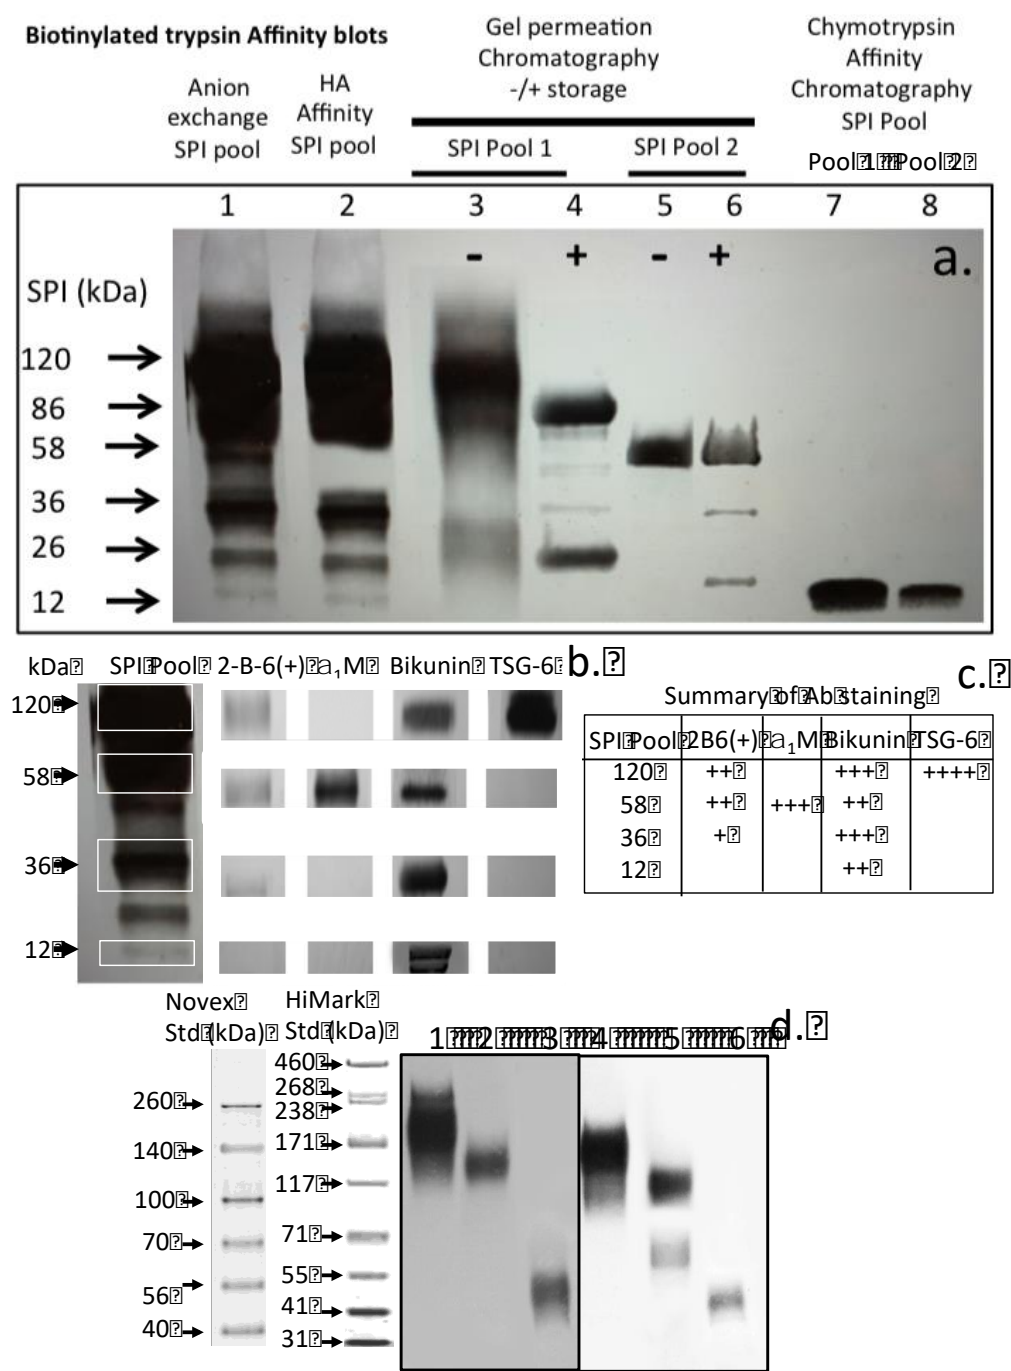 Biotinylated trypsin Affinity blots
Anion exchange SPI pool
HA Affinity SPI pool
Gel permeation
Chromatography
-/+ storage
SPI Pool 1
SPI Pool 2
Chymotrypsin
Affinity
Chromatography
SPI Pool
Pool 1 Pool 2
1 2 3 4 5 6 7 8
- + - +
a.
SPI (kDa)
120
86
58
36
26
12
b.
kDa SPI Pool 2-B-6(+) a₁M Bikunin TSG-6
120
58
36
12
c.
Summary of Ab staining
SPI Pool 2B6(+) a₁M Bikunin TSG-6
120 ++ +++ ++++
58 ++ +++ ++
36 + +++
12 ++
d.
Novex
Std (kDa)
260
140
100
70
56
40
HiMark
Std (kDa)
460
268
238
171
117
71
55
41
31
1 2 3 4 5 6